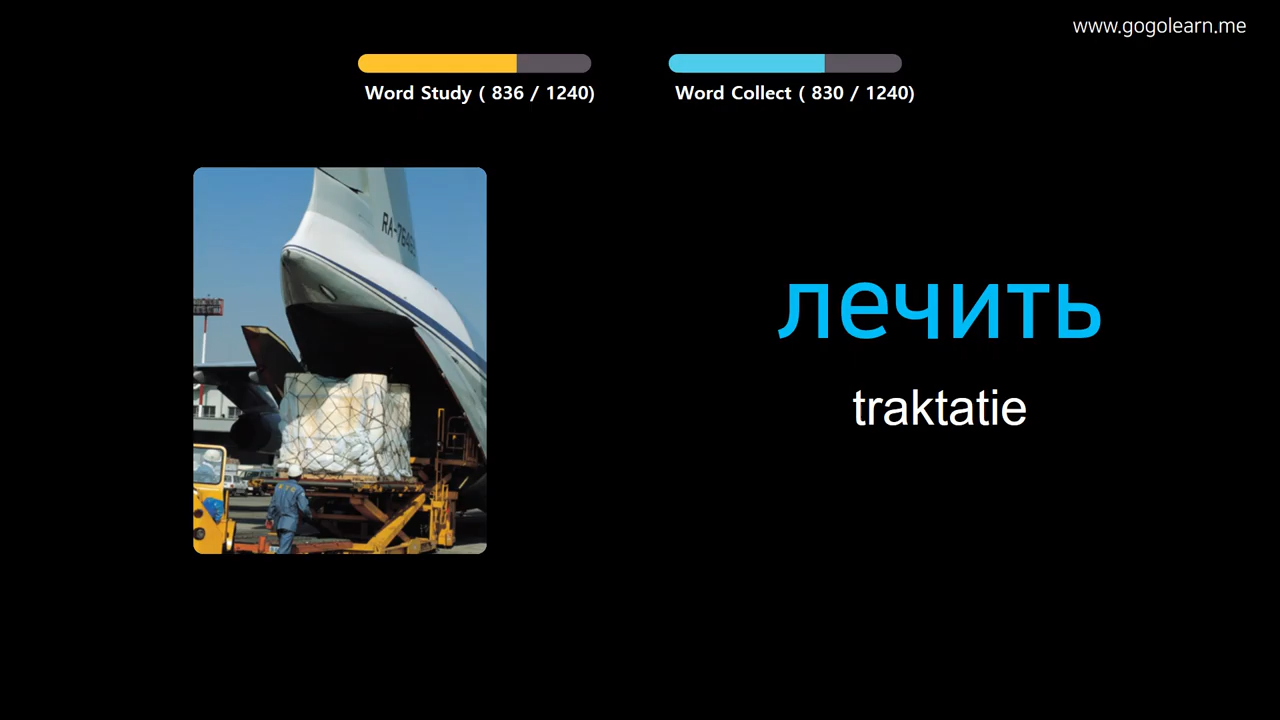 www.gogolearn.me
Word Study ( 836 / 1240)
Word Collect ( 830 / 1240)
лечить
traktatie